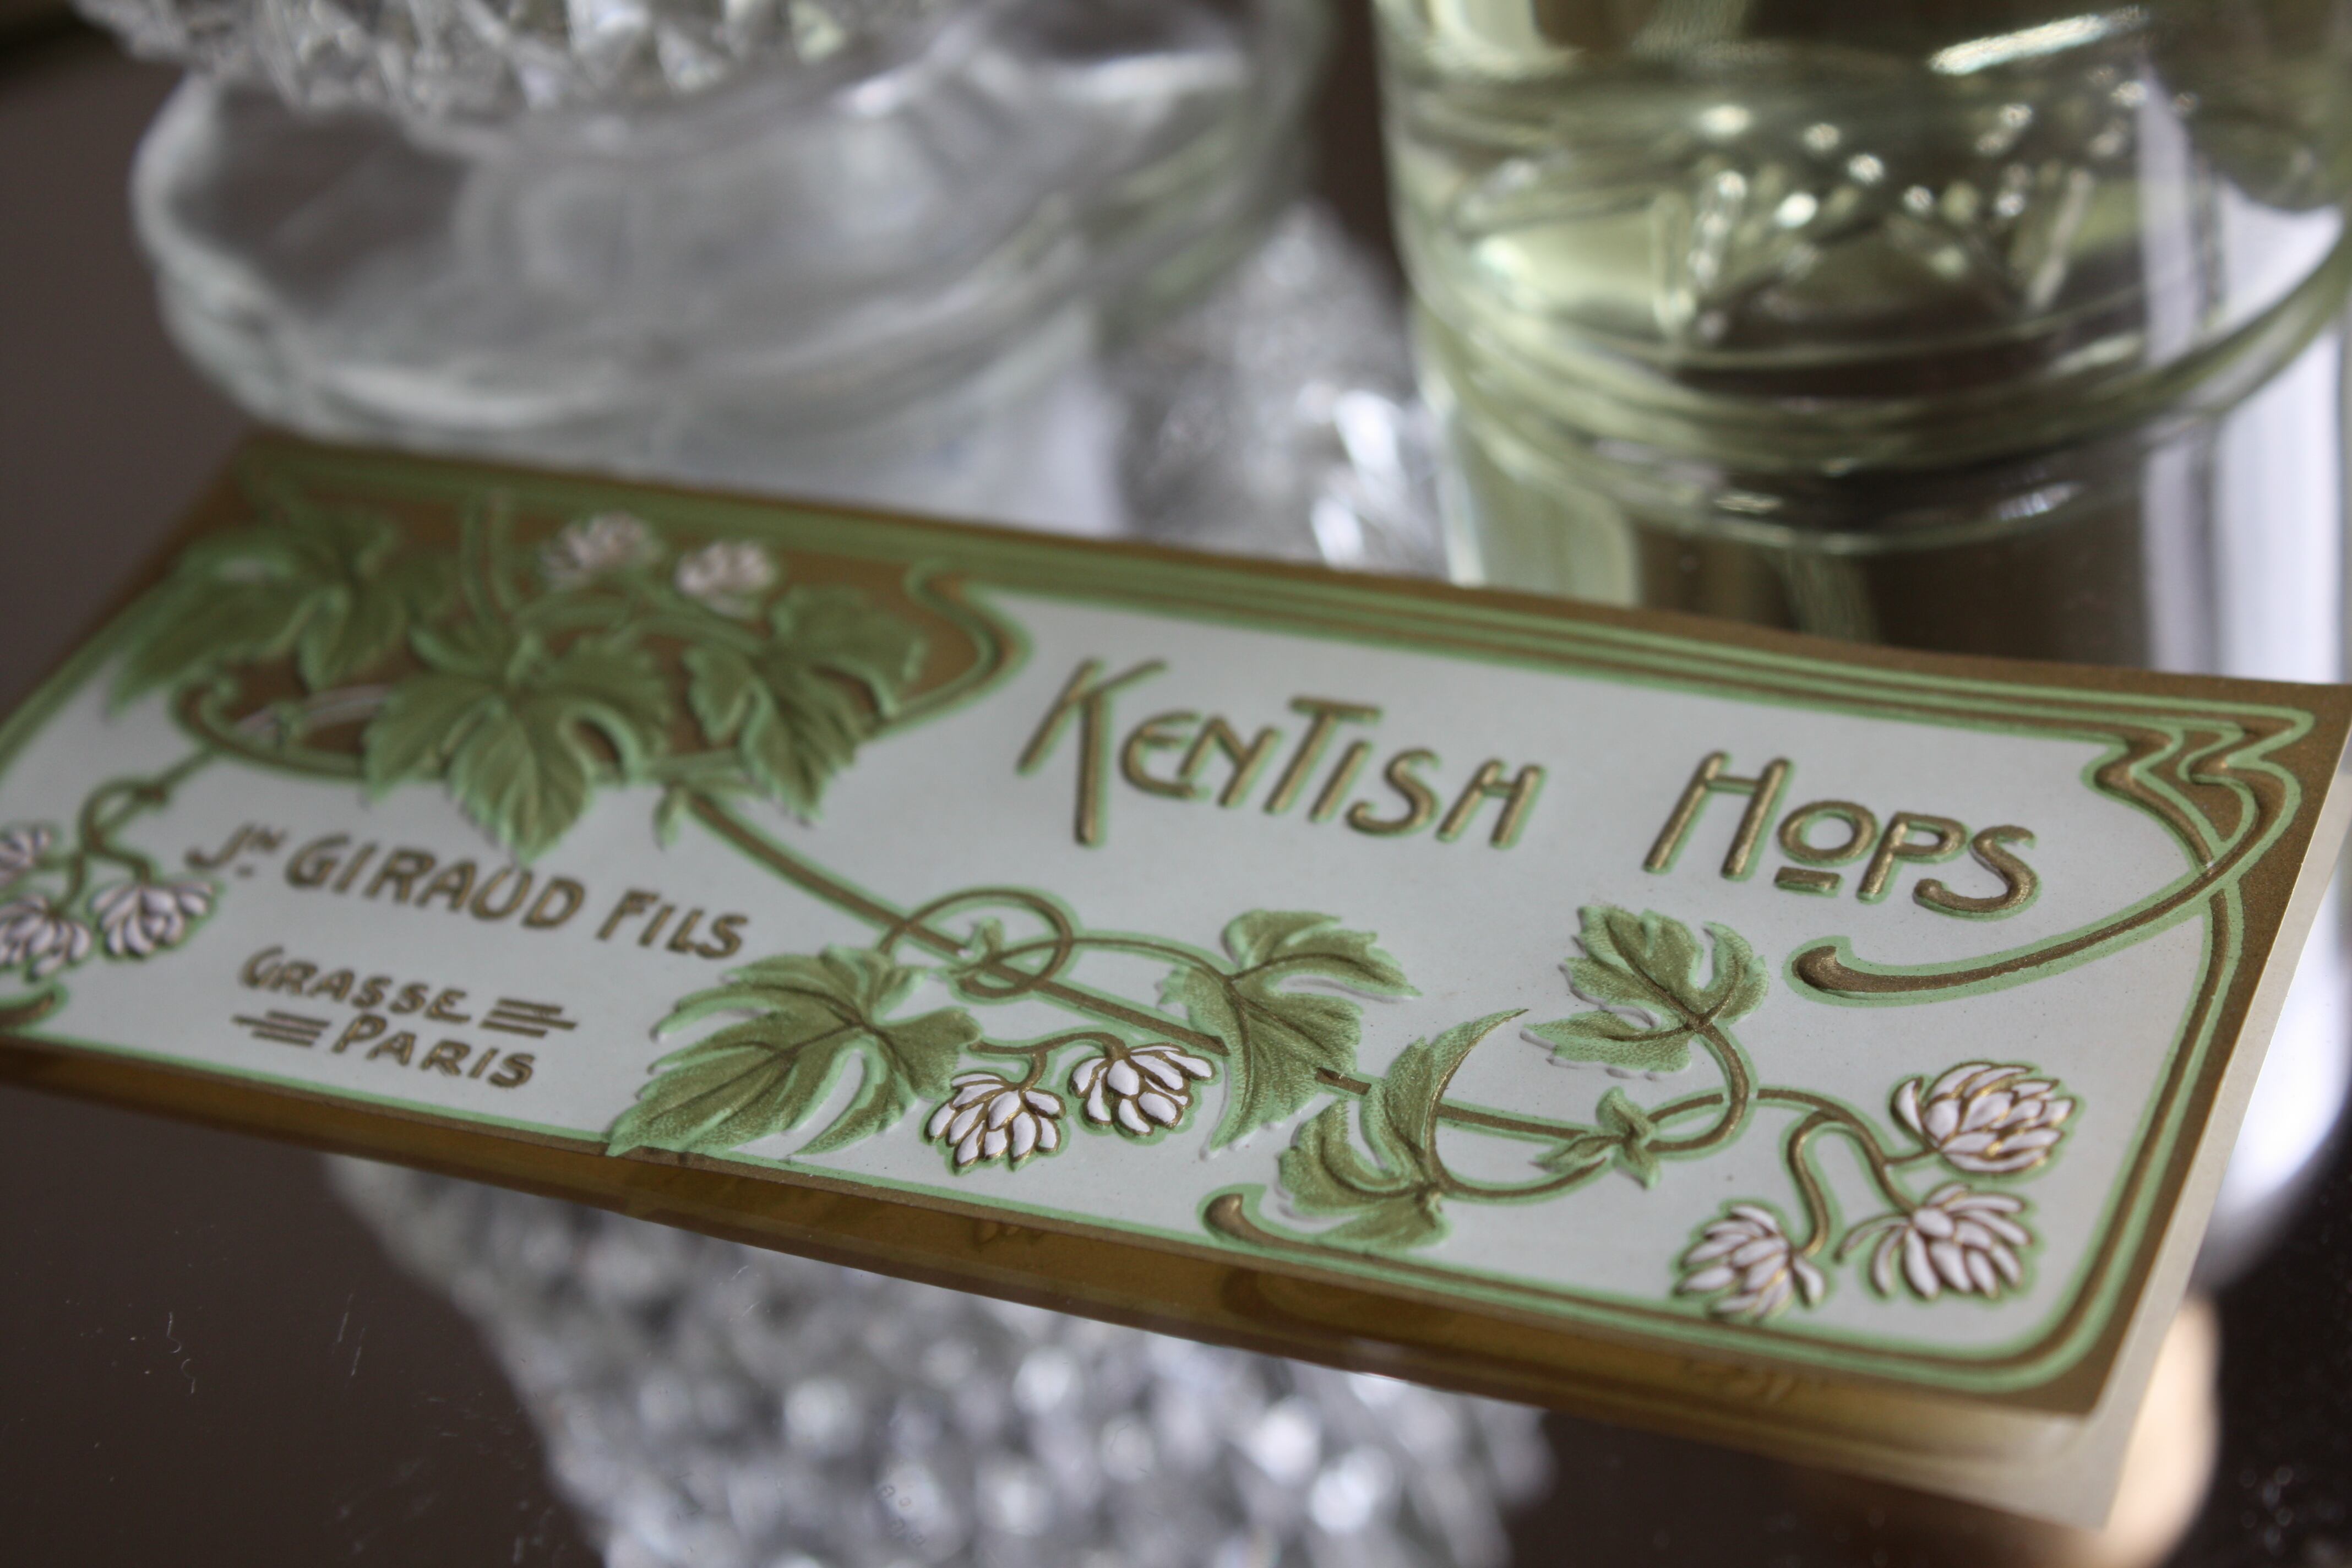 KENTISH HOPS
JN GIRAUD FILS
GRASSE
PARIS